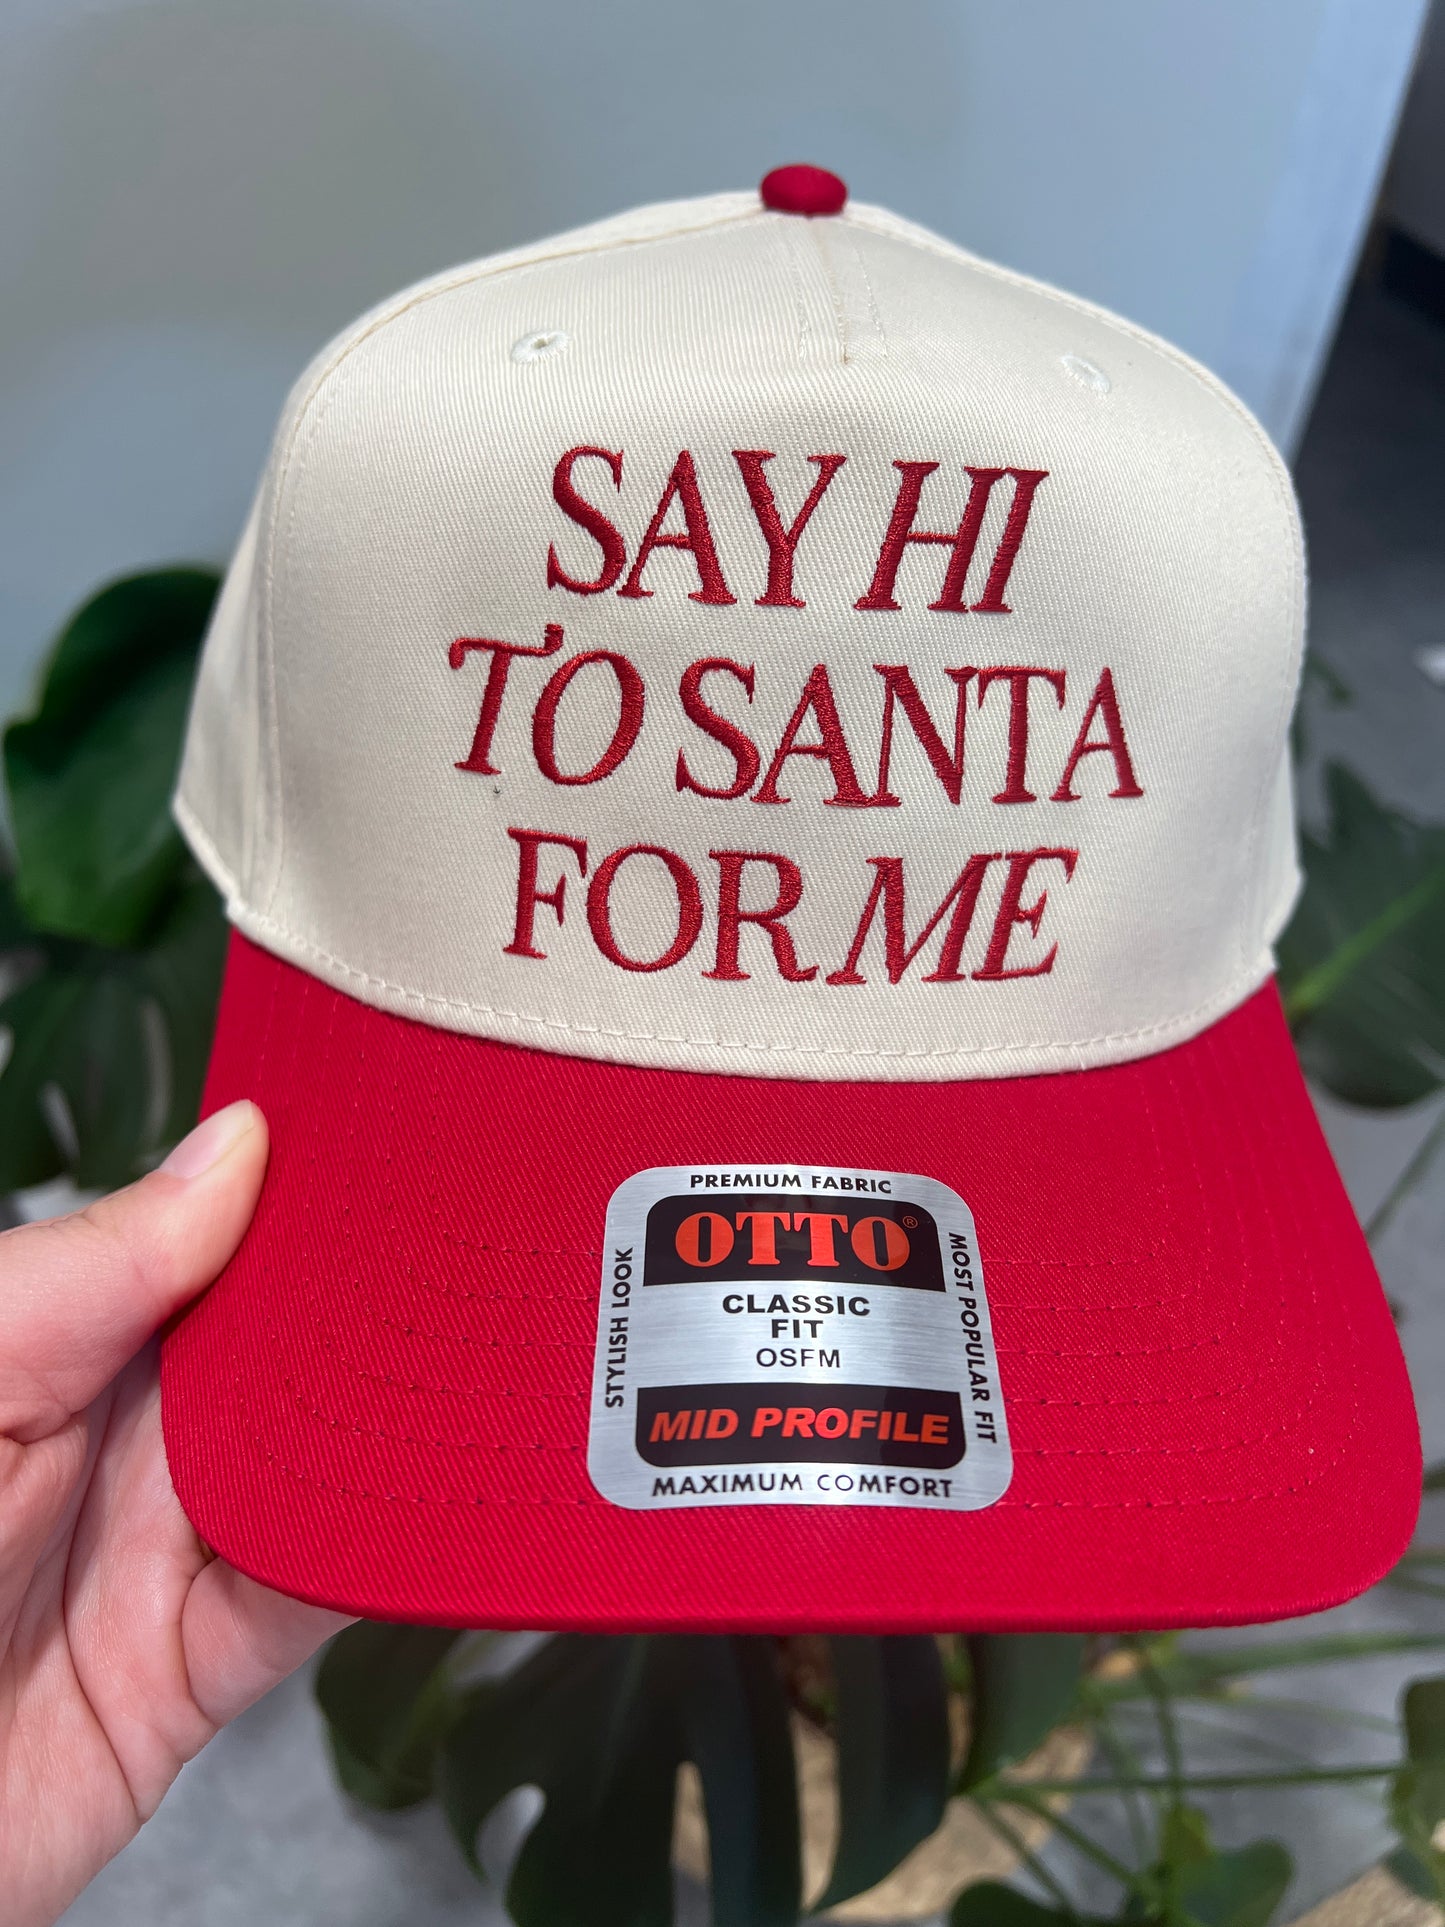 SAY HI
TO SANTA
FOR ME
PREMIUM FABRIC
OTTO®
STYLISH LOOK
MOST POPULAR FIT
CLASSIC
FIT
OSFM
MID PROFILE
MAXIMUM COMFORT